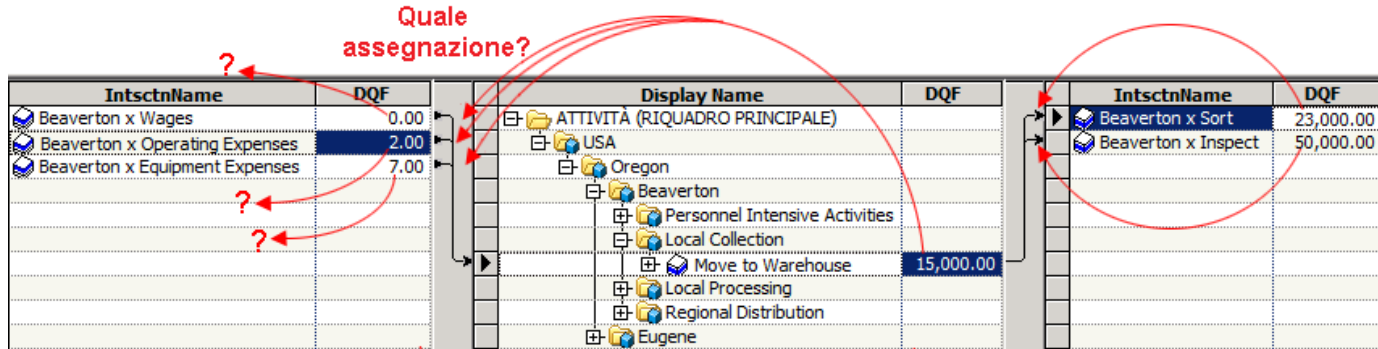 Quale
assegnazione?
?
IntsctnName DQF
Beaverton x Wages 0.00
Beaverton x Operating Expenses 2.00
Beaverton x Equipment Expenses 7.00
?
?
Display Name DQF
ATTIVITÀ (RIQUADRO PRINCIPALE)
USA
Oregon
Beaverton
Personnel Intensive Activities
Local Collection
Move to Warehouse 15,000.00
Local Processing
Regional Distribution
Eugene
IntsctnName DQF
Beaverton x Sort 23,000.00
Beaverton x Inspect 50,000.00